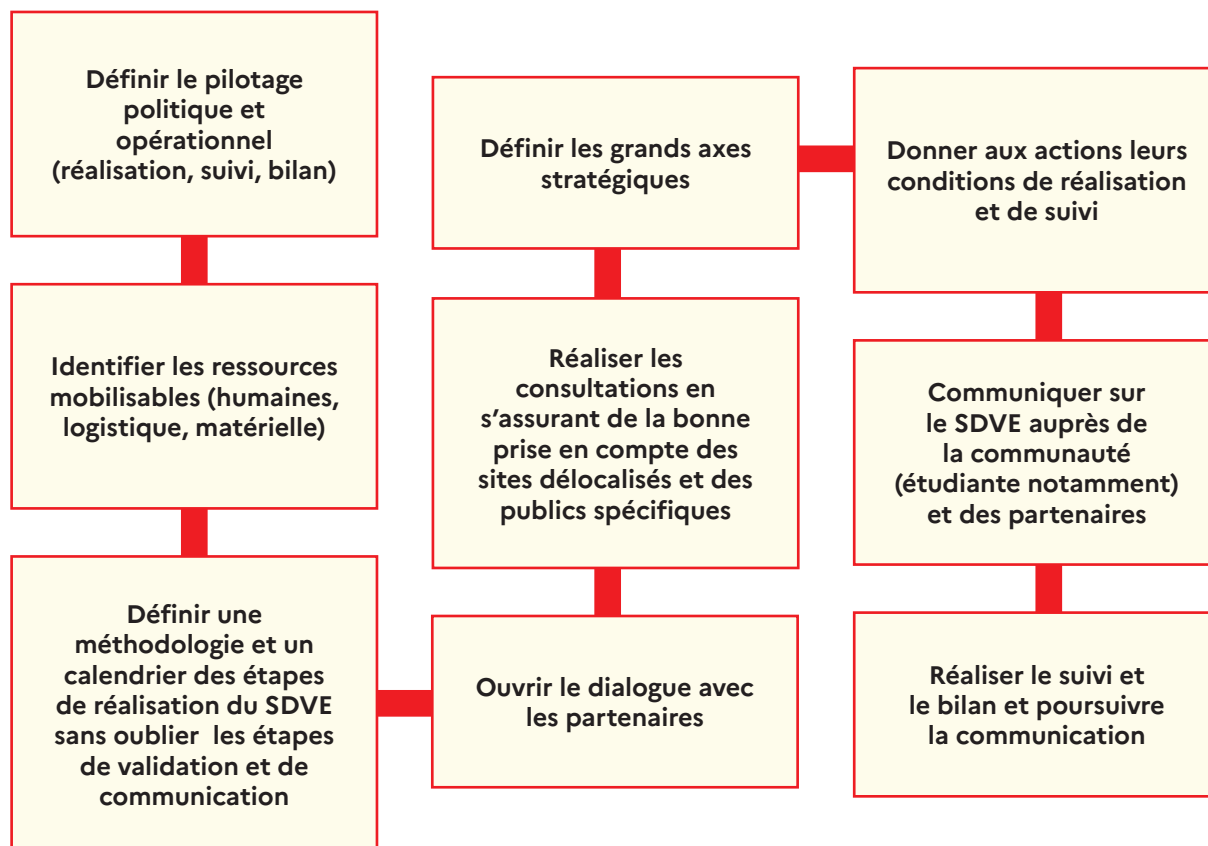 Définir le pilotage
politique et
opérationnel
(réalisation, suivi, bilan)
Identifier les ressources
mobilisables (humaines,
logistique, matérielle)
Définir une
méthodologie et un
calendrier des étapes
de réalisation du SDVE
sans oublier les étapes
de validation et de
communication
Ouvrir le dialogue avec
les partenaires
Réaliser les
consultations en
s'assurant de la bonne
prise en compte des
sites délocalisés et des
publics spécifiques
Définir les grands axes
stratégiques
Donner aux actions leurs
conditions de réalisation
et de suivi
Communiquer sur
le SDVE auprès de
la communauté
(étudiante notamment)
et des partenaires
Réaliser le suivi et
le bilan et poursuivre
la communication